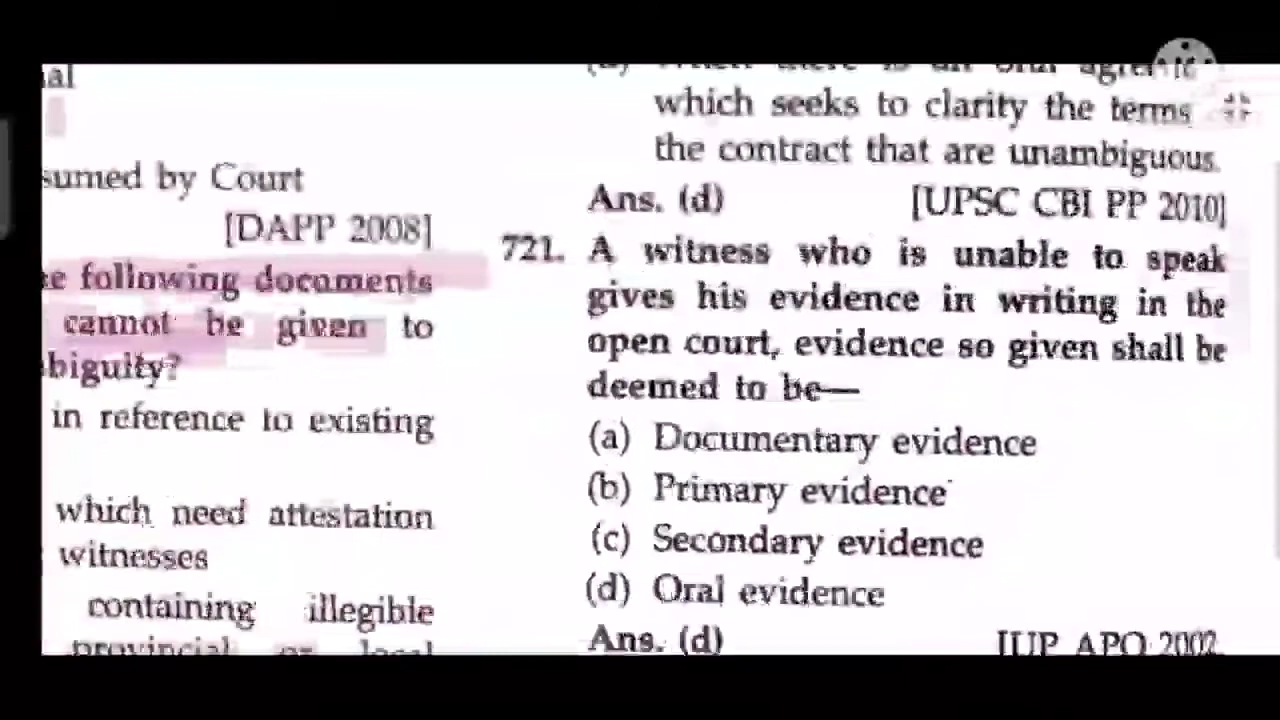 sumed by Court
[DAPP 2008]
following documents
cannot be given to
in reference to existing
which need attestation
witnesses
containing illegible
which seeks to clarity the terms
the contract that are unambiguous.
Ans. (d) [UPSC CBI PP 2010]
721. A witness who is unable to speak
gives his evidence in writing in the
open court, evidence so given shall be
deemed to be—
(a) Documentary evidence
(b) Primary evidence
(c) Secondary evidence
(d) Oral evidence
Ans. (d) [UP APO 2002